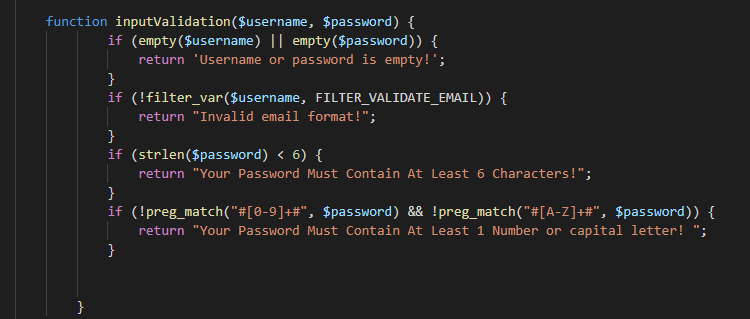 function inputValidation($username, $password) {
if (empty($username) || empty($password)) {
return 'Username or password is empty!';
}
if (!filter_var($username, FILTER_VALIDATE_EMAIL)) {
return "Invalid email format!";
}
if (strlen($password) < 6) {
return "Your Password Must Contain At Least 6 Characters!";
}
if (!preg_match("#[0-9]+#", $password) && !preg_match("#[A-Z]+#", $password)) {
return "Your Password Must Contain At Least 1 Number or capital letter! ";
}
}